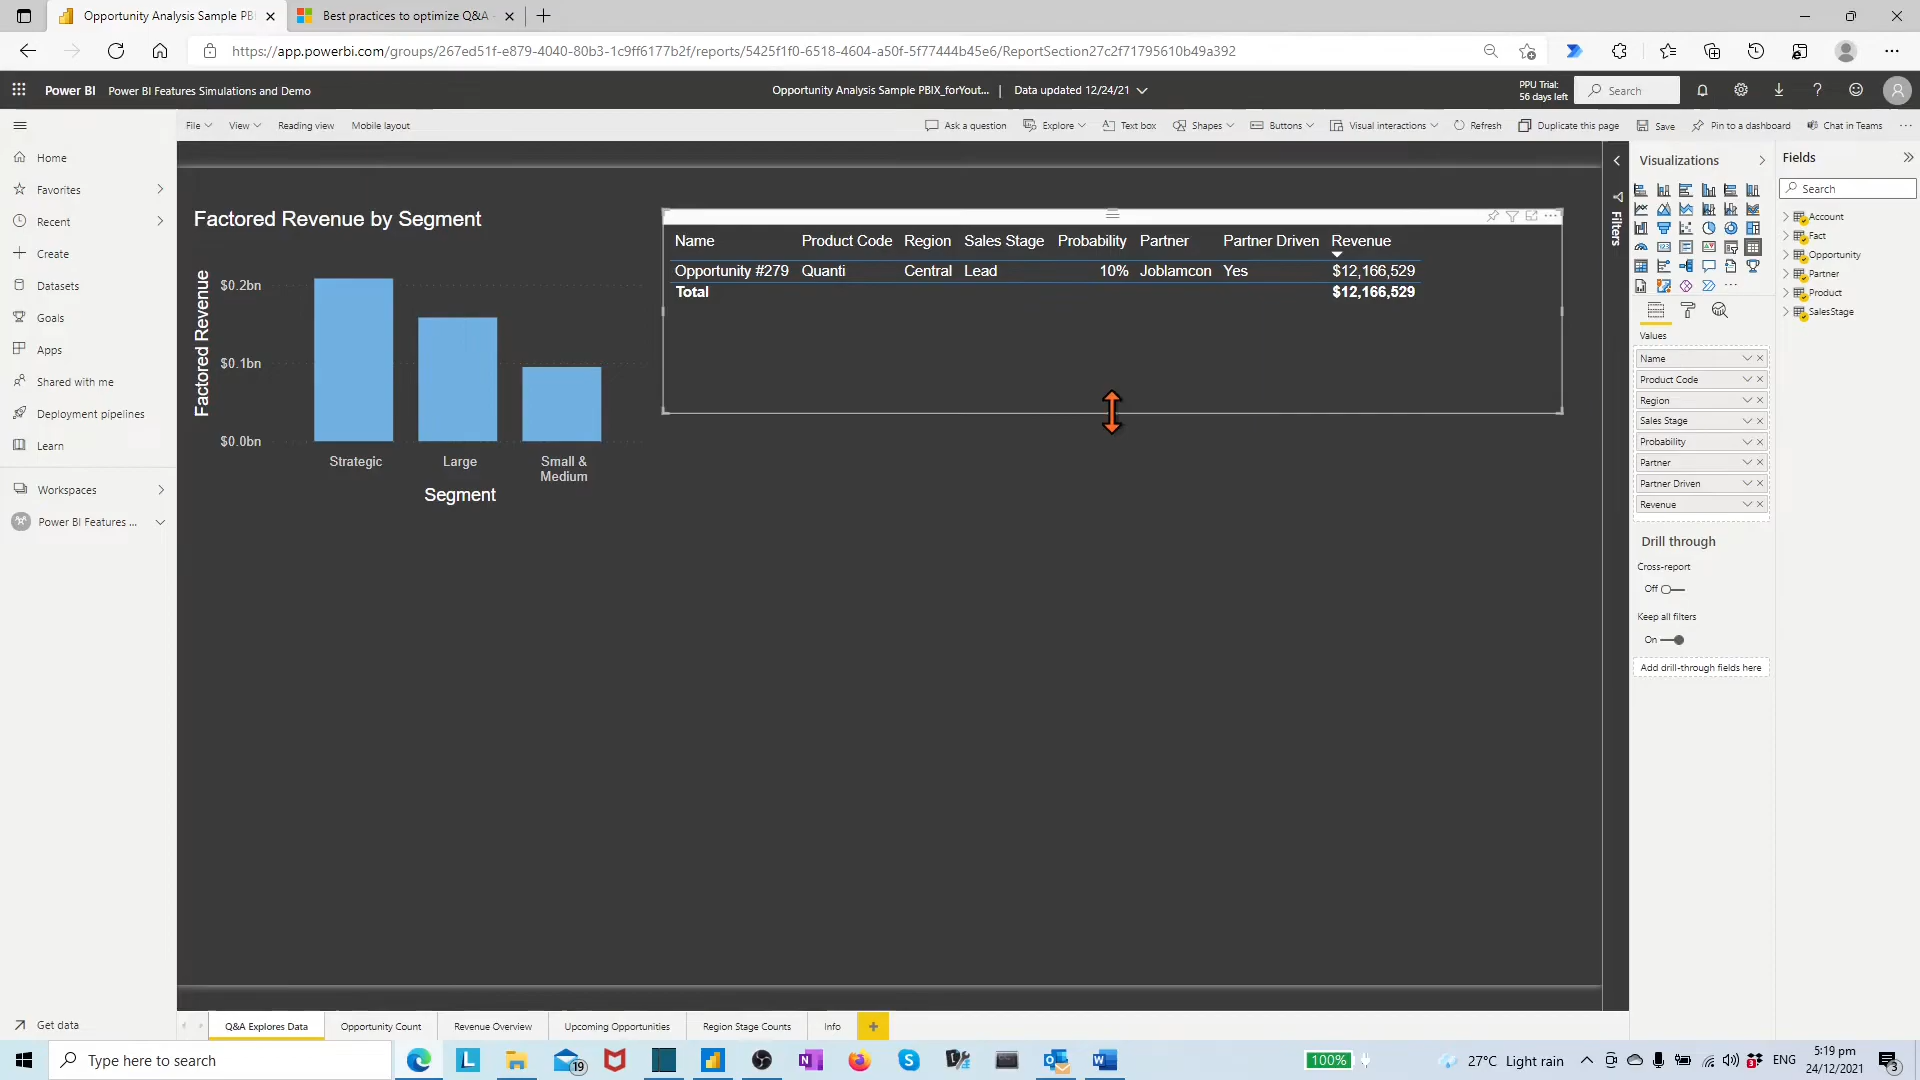 Opportunity Analysis Sample PBI
Best practices to optimize Q&A -
https://app.powerbi.com/groups/267ed51f-e879-4040-80b3-1c9ff6177b2f/reports/5425f1f0-6518-4604-a50f-5f77444b45e6/ReportSection27c2f71795610b49a392
Power BI Power BI Features Simulations and Demo
Opportunity Analysis Sample PBIX_forYout... | Data updated 12/24/21
PPU Trial:
56 days left
Search
File View Reading view Mobile layout
Ask a question Explore Text box Shapes Buttons Visual interactions Refresh Duplicate this page Save Pin to a dashboard Chat in Teams
Home
Favorites
Recent
Create
Datasets
Goals
Apps
Shared with me
Deployment pipelines
Learn
Workspaces
Power BI Features ...
Get data
Factored Revenue by Segment
Factored Revenue
$0.2bn
$0.1bn
$0.0bn
Strategic Large Small &
Medium
Segment
Name Product Code Region Sales Stage Probability Partner Partner Driven Revenue
Opportunity #279 Quanti Central Lead 10% Joblamcon Yes $12,166,529
Total $12,166,529
Filters
Visualizations
Values
Name
Product Code
Region
Sales Stage
Probability
Partner
Partner Driven
Revenue
Drill through
Cross-report
Off
Keep all filters
On
Add drill-through fields here
Fields
Search
Account
Fact
Opportunity
Partner
Product
SalesStage
Q&A Explores Data Opportunity Count Revenue Overview Upcoming Opportunities Region Stage Counts Info
Type here to search
19
100%
27°C Light rain
ENG
5:19 pm
24/12/2021
3